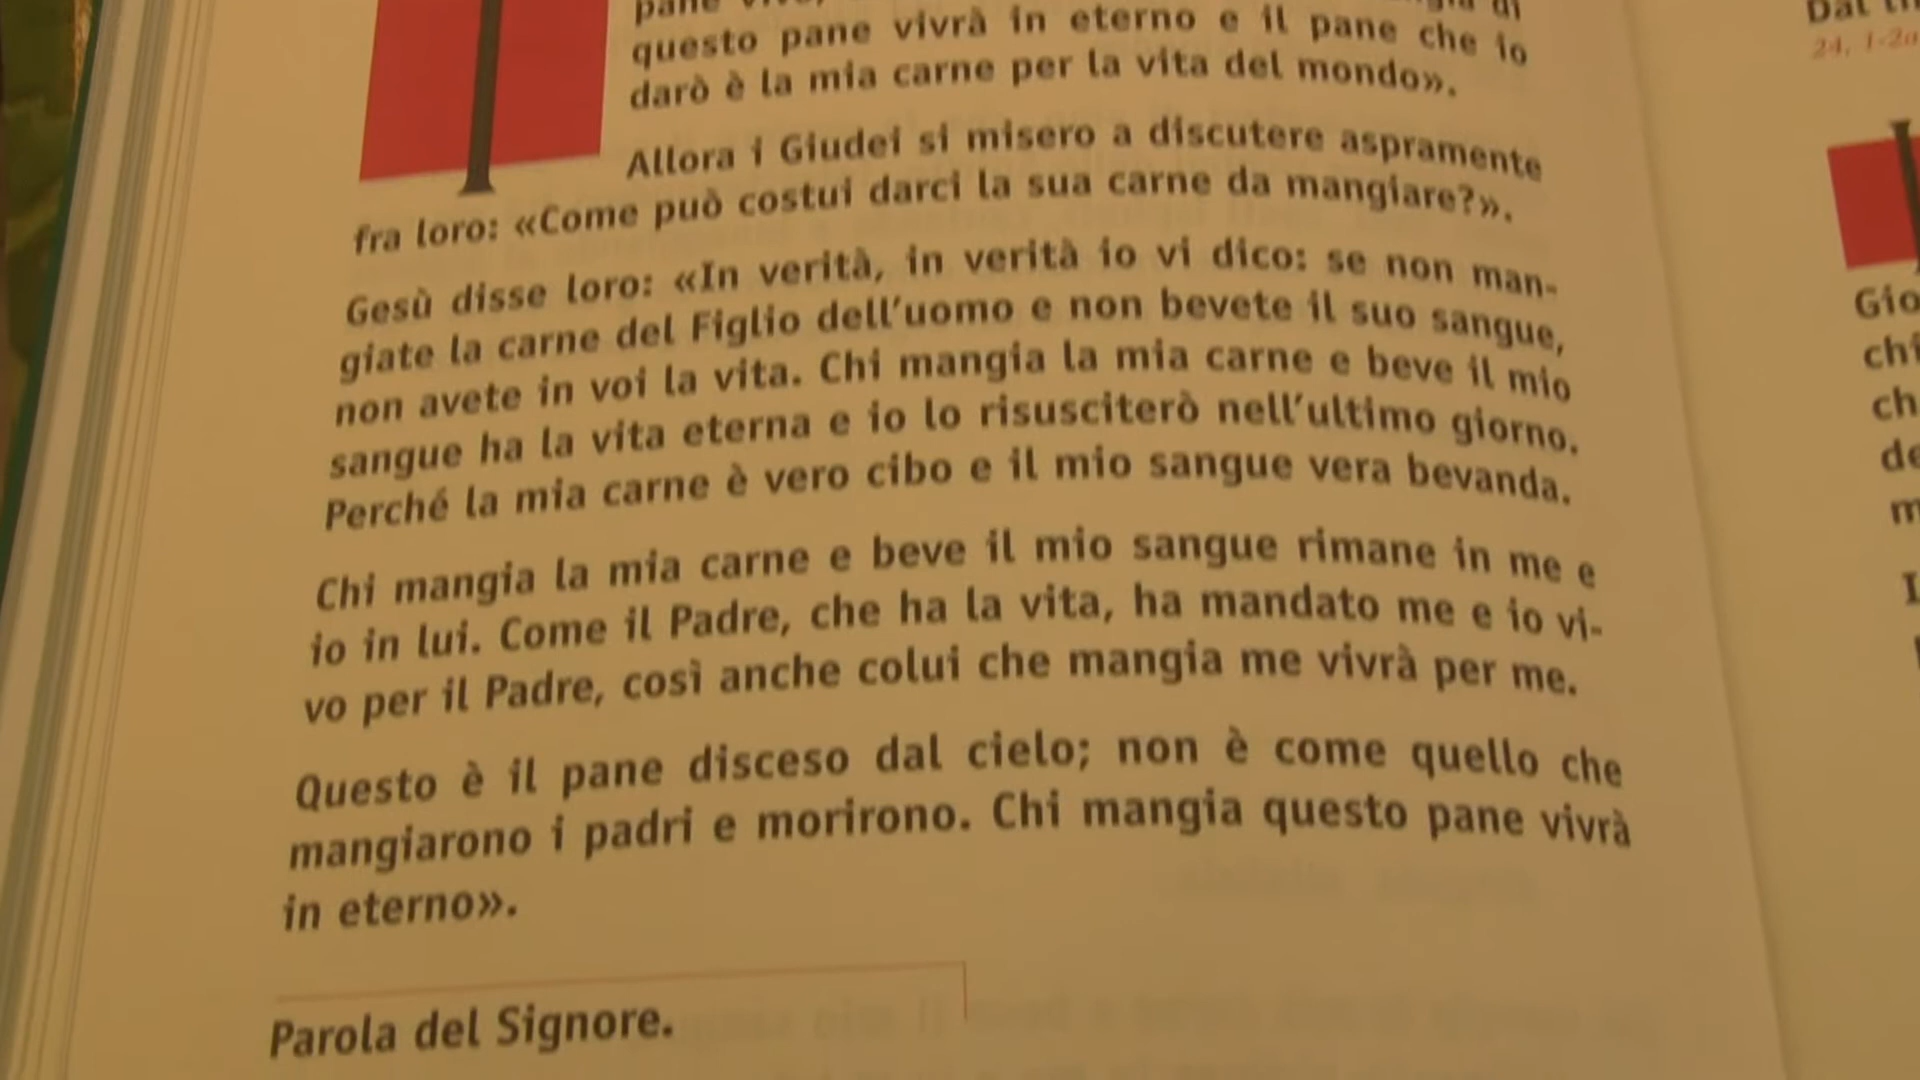 questo pane vivrà in eterno e il pane che io
darò è la mia carne per la vita del mondo».
Allora i Giudei si misero a discutere aspramente
fra loro: «Come può costui darci la sua carne da mangiare?».
Gesù disse loro: «In verità, in verità io vi dico: se non man-
giate la carne del Figlio dell'uomo e non bevete il suo sangue,
non avete in voi la vita. Chi mangia la mia carne e beve il mio
sangue ha la vita eterna e io lo risusciterò nell'ultimo giorno.
Perché la mia carne è vero cibo e il mio sangue vera bevanda.
Chi mangia la mia carne e beve il mio sangue rimane in me e
io in lui. Come il Padre, che ha la vita, ha mandato me e io vi-
vo per il Padre, così anche colui che mangia me vivrà per me.
Questo è il pane disceso dal cielo; non è come quello che
mangiarono i padri e morirono. Chi mangia questo pane vivrà
in eterno».
Parola del Signore.
24, 1-2a
Gio
chi
ch
de
m